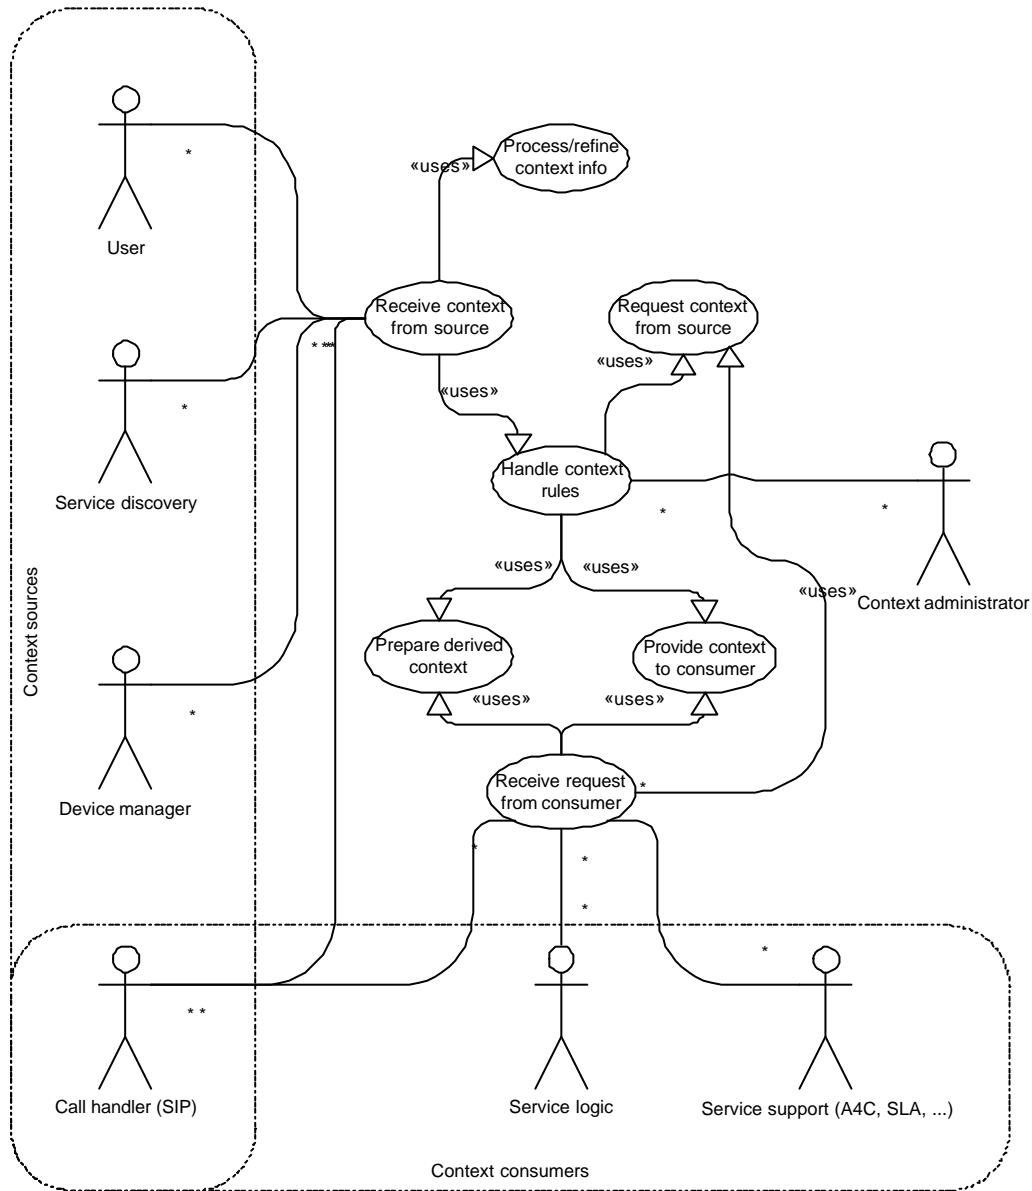 *
Process/refine
context info
«uses»
User
Receive context
from source
Request context
from source
* ***
«uses»
«uses»
*
Handle context
rules
Service discovery
*
*
«uses»
«uses»
«uses»
Context administrator
Context sources
Prepare derived
context
Provide context
to consumer
«uses»
«uses»
*
Receive request
from consumer
*
Device manager
*
*
*
*
* *
Call handler (SIP)
Service logic
Service support (A4C, SLA, ...)
Context consumers